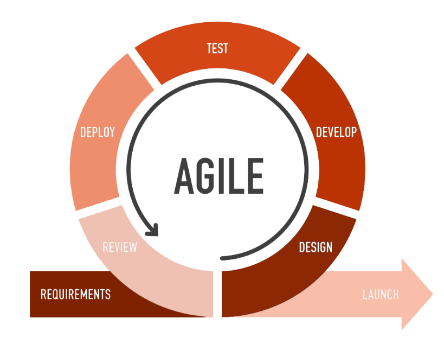 TEST
DEPLOY
DEVELOP
AGILE
REVIEW
DESIGN
REQUIREMENTS
LAUNCH